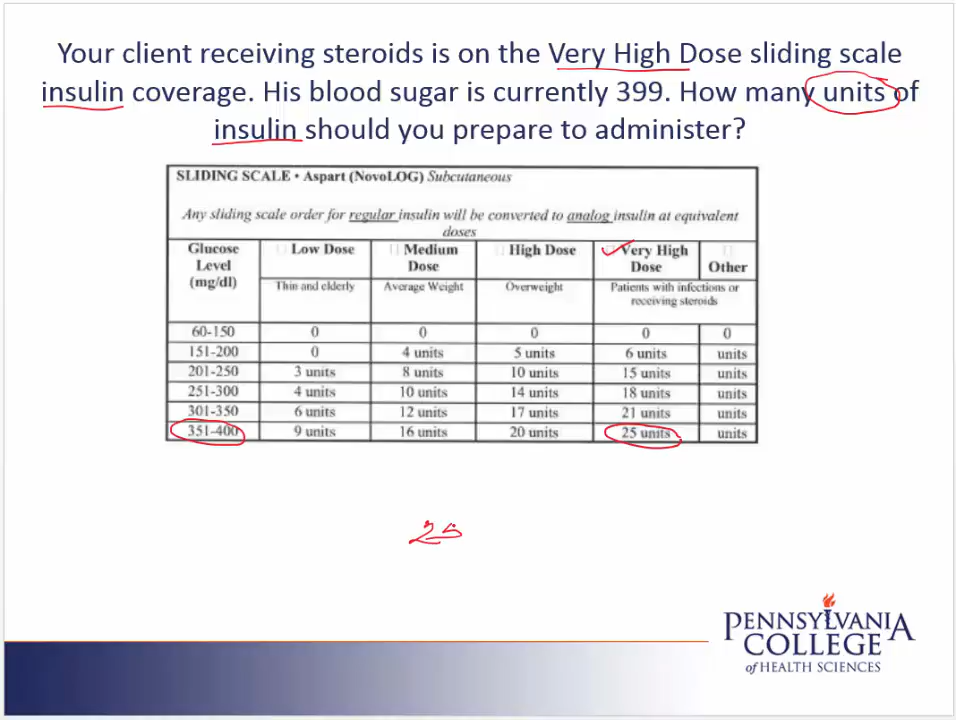 Your client receiving steroids is on the Very High Dose sliding scale
insulin coverage. His blood sugar is currently 399. How many units of
insulin should you prepare to administer?
SLIDING SCALE • Aspart (NovoLOG) Subcutaneous
Any sliding scale order for regular insulin will be converted to analog insulin at equivalent
doses
Glucose Level (mg/dl) Low Dose Medium Dose High Dose Very High Dose Other
Thin and elderly Average Weight Overweight Patients with infections or receiving steroids
60-150 0 0 0 0 0
151-200 0 4 units 5 units 6 units units
201-250 3 units 8 units 10 units 15 units units
251-300 4 units 10 units 14 units 18 units units
301-350 6 units 12 units 17 units 21 units units
351-400 9 units 16 units 20 units 25 units units
25
PENNSYLVANIA
COLLEGE
of HEALTH SCIENCES